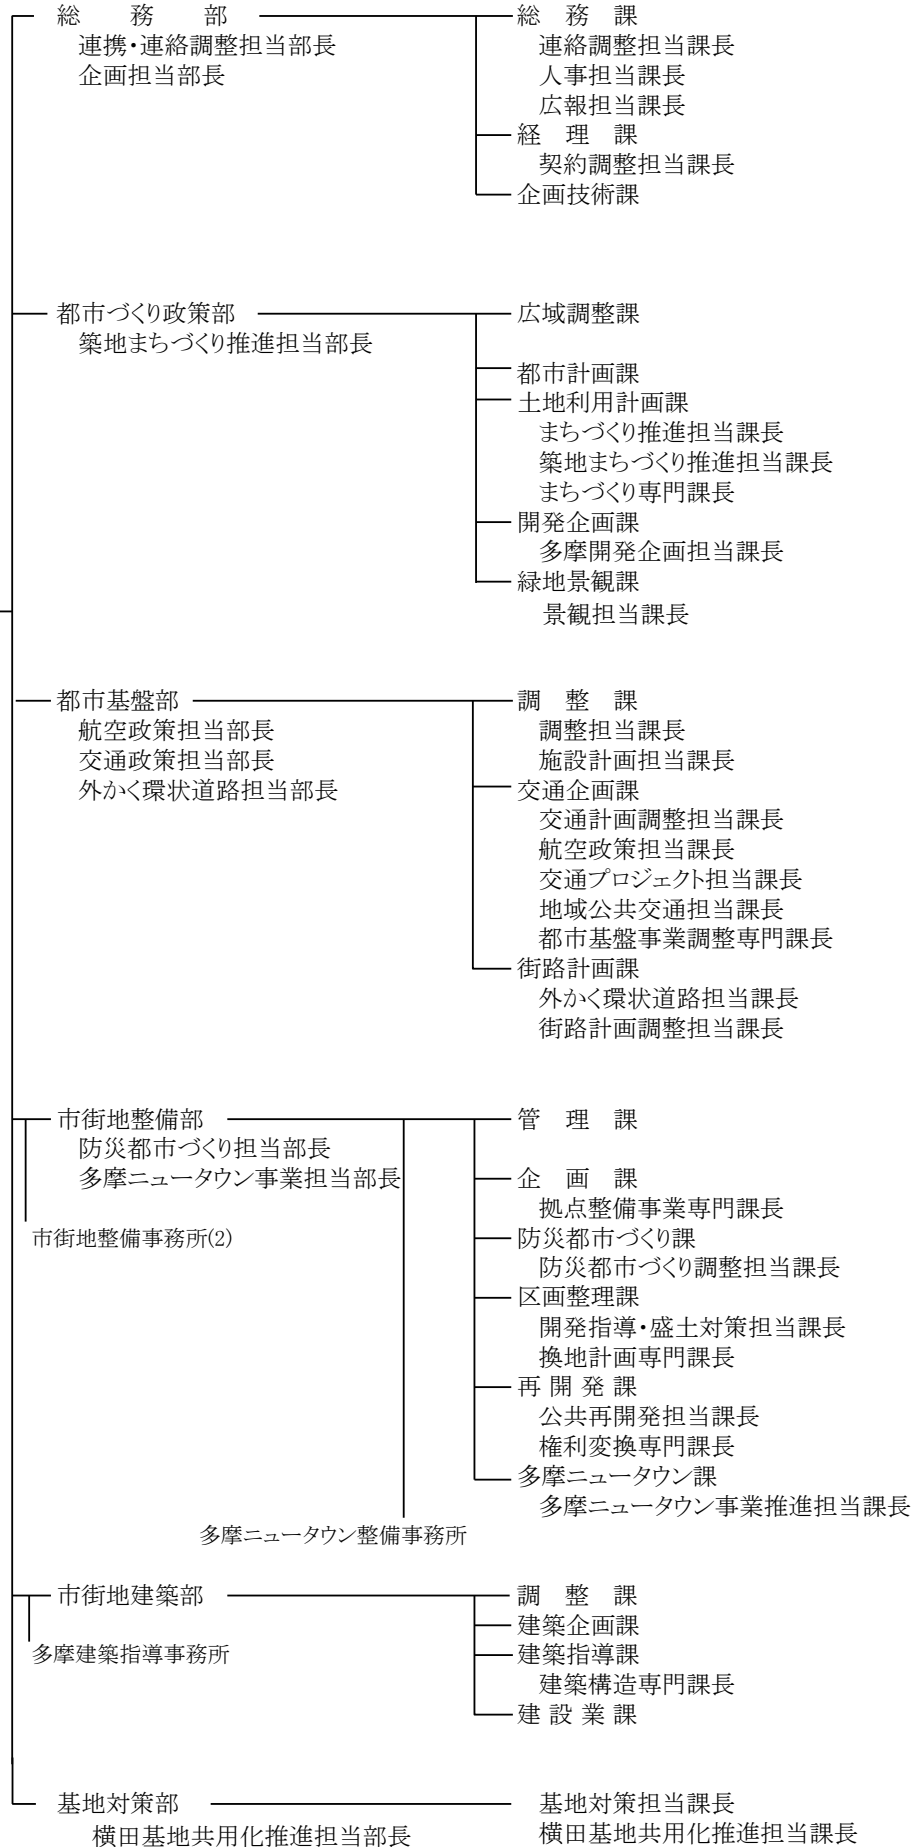 総　務　部
連携・連絡調整担当部長
企画担当部長
総　務　課
連絡調整担当課長
人事担当課長
広報担当課長
経　理　課
契約調整担当課長
企画技術課
都市づくり政策部
築地まちづくり推進担当部長
広域調整課
都市計画課
土地利用計画課
まちづくり推進担当課長
築地まちづくり推進担当課長
まちづくり専門課長
開発企画課
多摩開発企画担当課長
緑地景観課
景観担当課長
都市基盤部
航空政策担当部長
交通政策担当部長
外かく環状道路担当部長
調　整　課
調整担当課長
施設計画担当課長
交通企画課
交通計画調整担当課長
航空政策担当課長
交通プロジェクト担当課長
地域公共交通担当課長
都市基盤事業調整専門課長
街路計画課
外かく環状道路担当課長
街路計画調整担当課長
市街地整備部
防災都市づくり担当部長
多摩ニュータウン事業担当部長
市街地整備事務所(2)
管　理　課
企　画　課
拠点整備事業専門課長
防災都市づくり課
防災都市づくり調整担当課長
区画整理課
開発指導・盛土対策担当課長
換地計画専門課長
再 開 発 課
公共再開発担当課長
権利変換専門課長
多摩ニュータウン課
多摩ニュータウン事業推進担当課長
多摩ニュータウン整備事務所
市街地建築部
多摩建築指導事務所
調　整　課
建築企画課
建築指導課
建築構造専門課長
建 設 業 課
基地対策部
横田基地共用化推進担当部長
基地対策担当課長
横田基地共用化推進担当課長